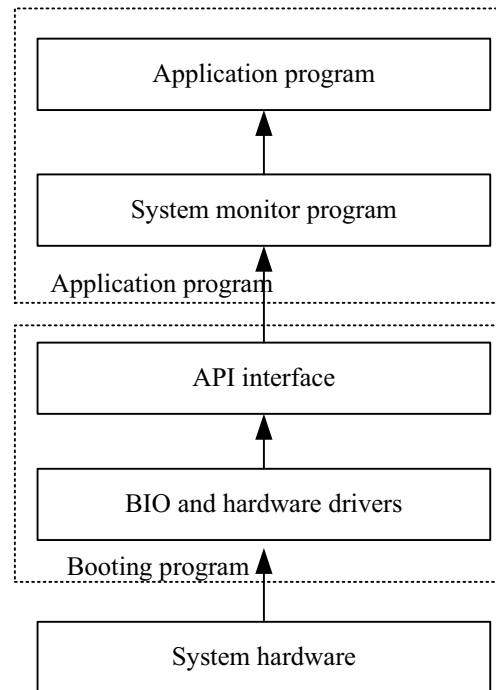 Application program
System monitor program
Application program
API interface
BIO and hardware drivers
Booting program
System hardware